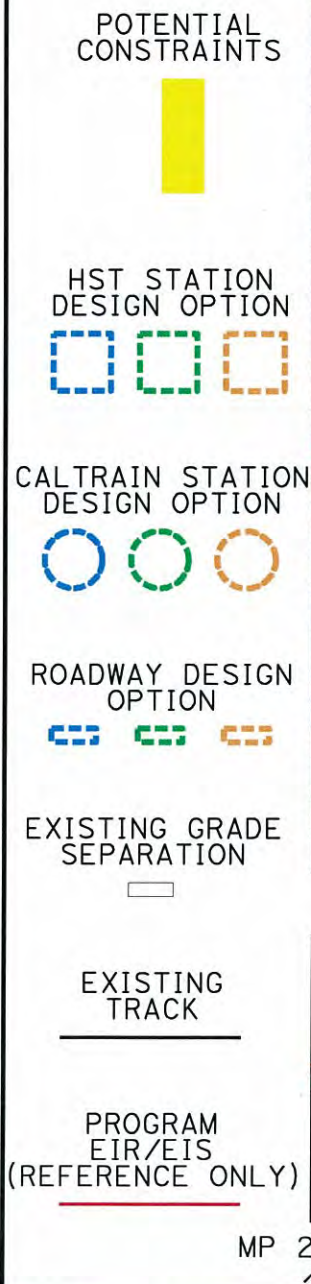 POTENTIAL
CONSTRAINTS
HST STATION
DESIGN OPTION
CALTRAIN STATION
DESIGN OPTION
ROADWAY DESIGN
OPTION
EXISTING GRADE
SEPARATION
EXISTING
TRACK
PROGRAM
EIR/EIS
(REFERENCE ONLY)
MP 2